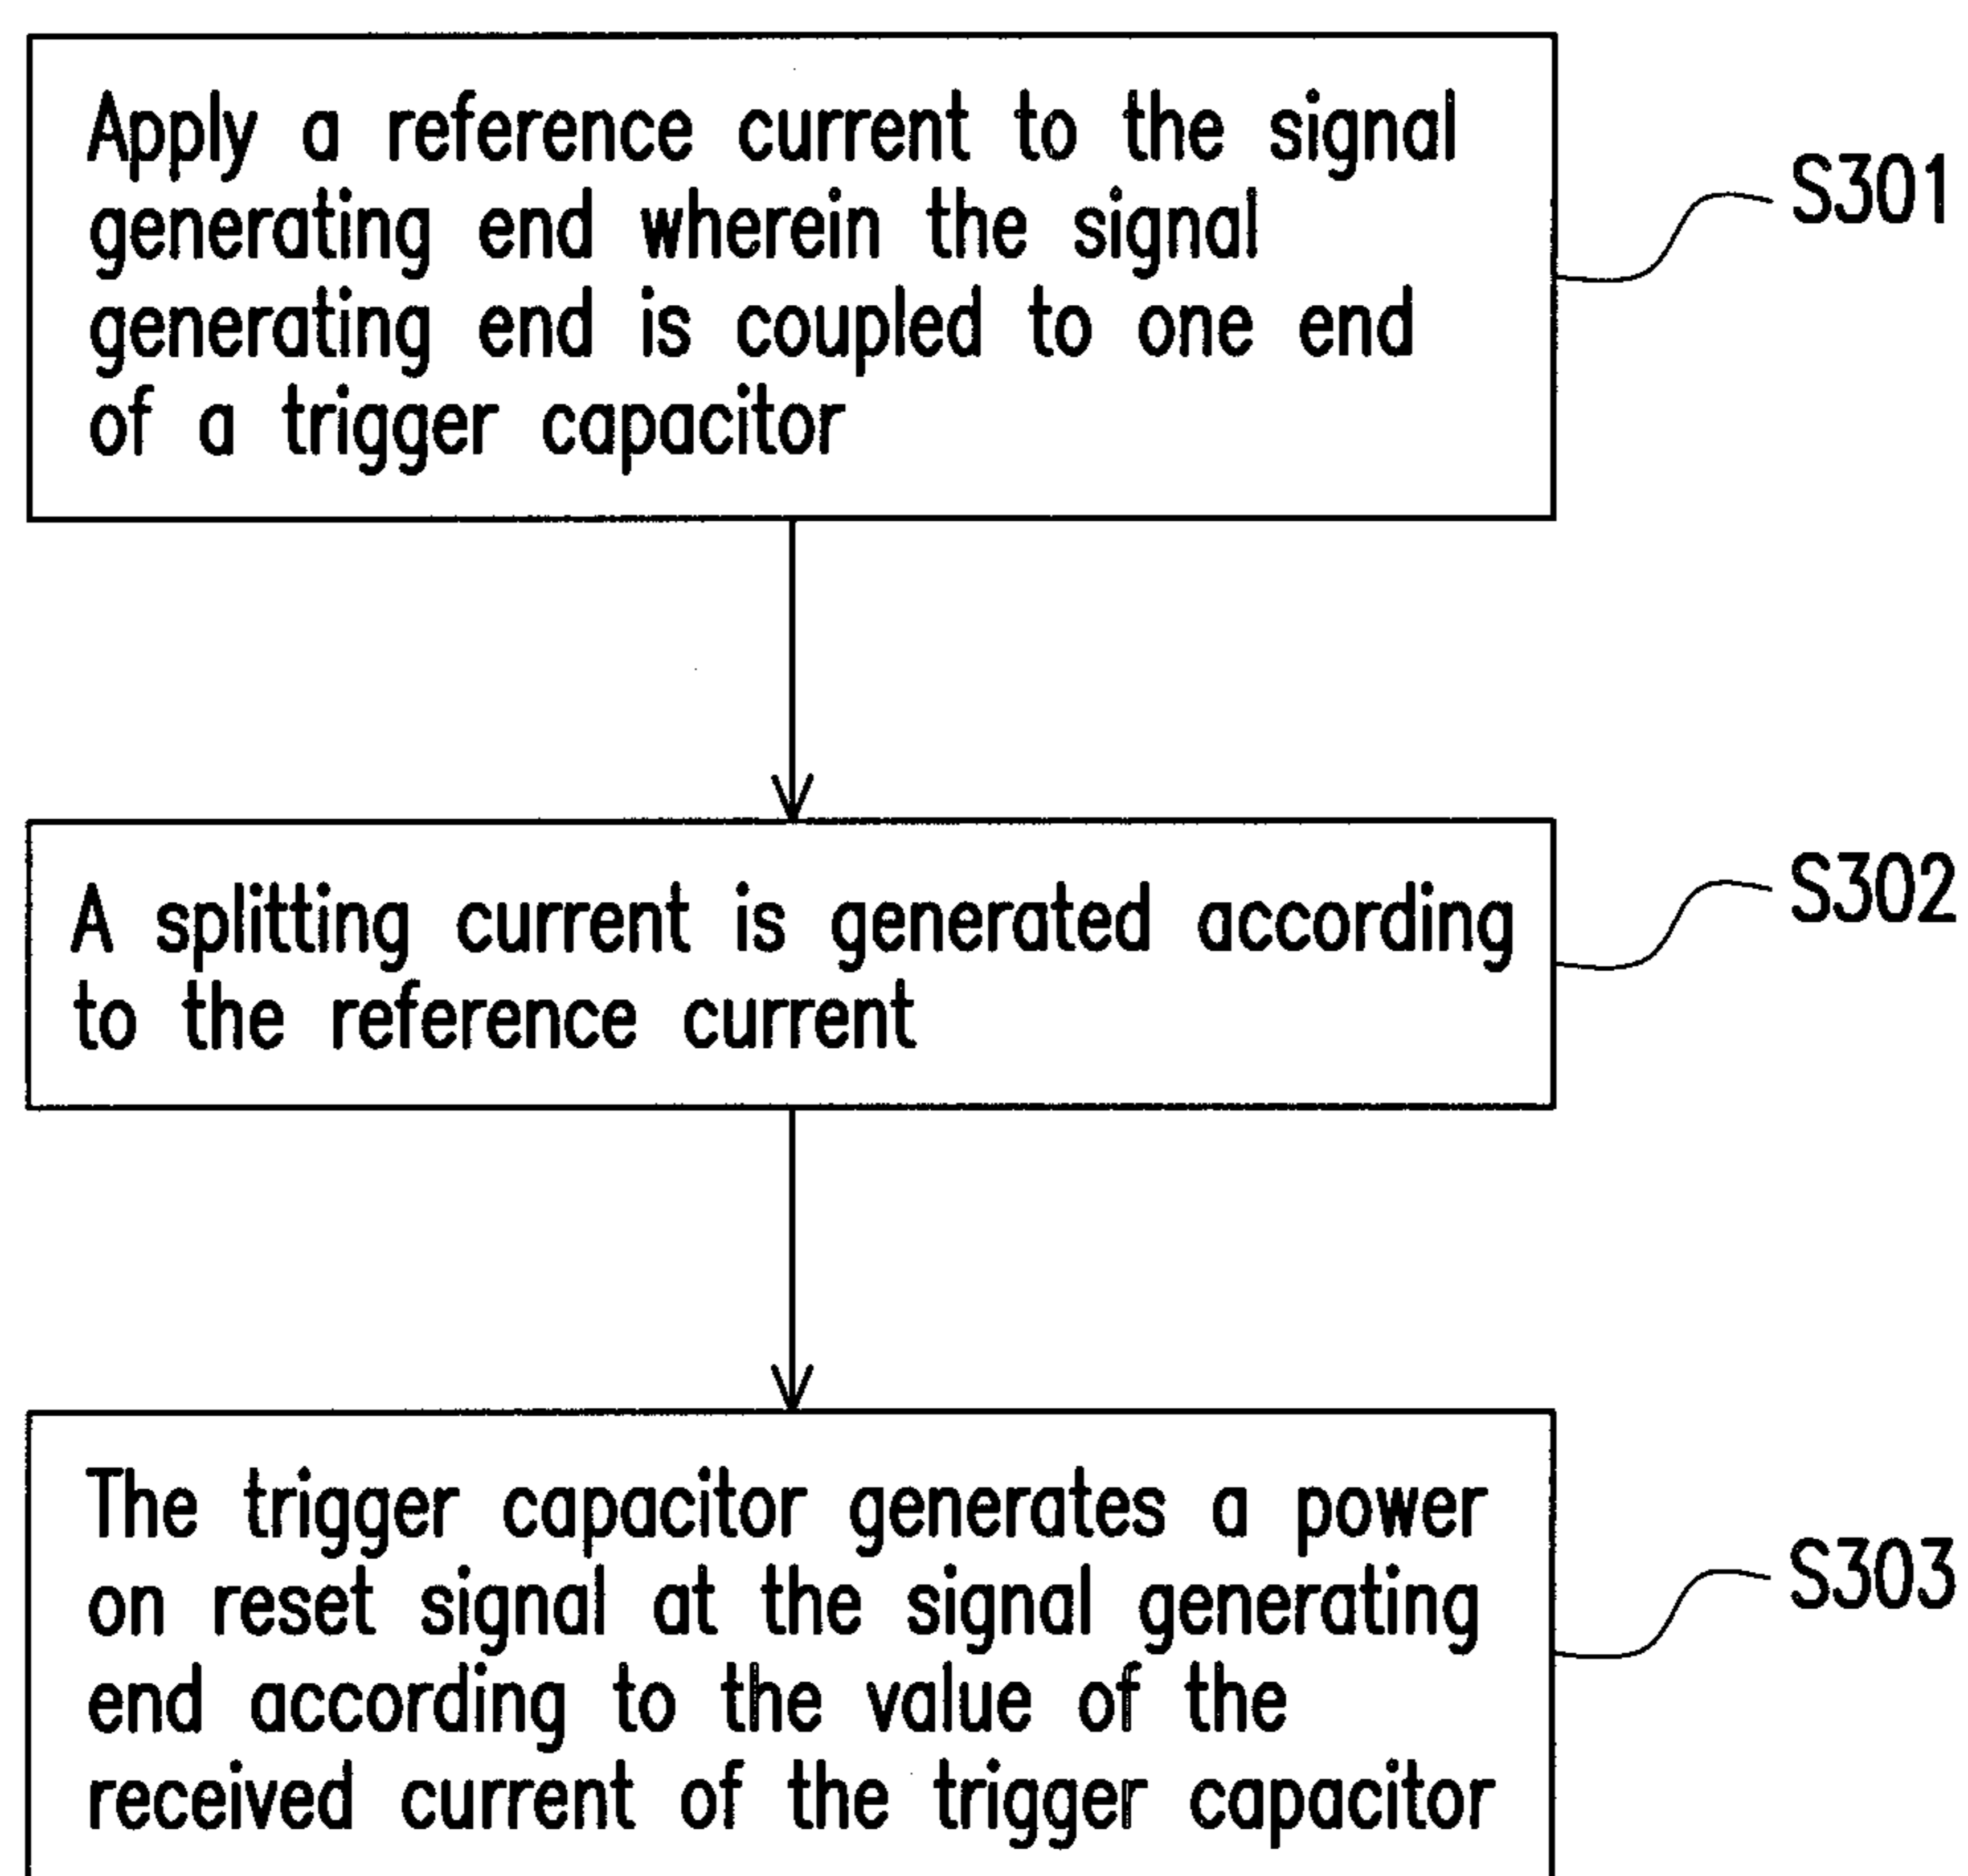 Apply a reference current to the signal
generating end wherein the signal
generating end is coupled to one end
of a trigger capacitor
S301
A splitting current is generated according
to the reference current
S302
The trigger capacitor generates a power
on reset signal at the signal generating
end according to the value of the
received current of the trigger capacitor
S303